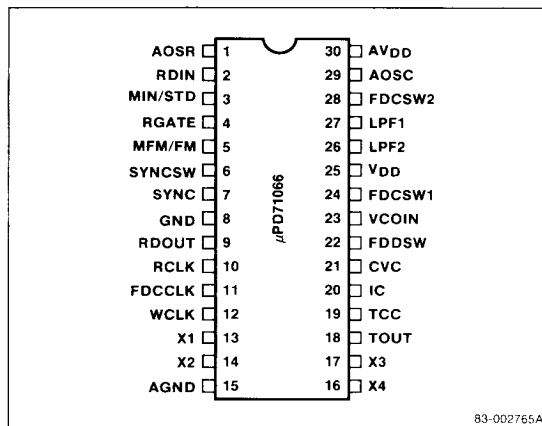 AOSR 1 30 AVDD
RDIN 2 29 AOSC
MIN/STD 3 28 FDCSW2
RGATE 4 27 LPF1
MFM/FM 5 26 LPF2
SYNCSW 6 25 VDD
SYNC 7 24 FDCSW1
GND 8 23 VCOIN
RDOUT 9 22 FDDSW
RCLK 10 21 CVC
FDCCLK 11 20 IC
WCLK 12 19 TCC
X1 13 18 TOUT
X2 14 17 X3
AGND 15 16 X4
μPD71066
83-002765A